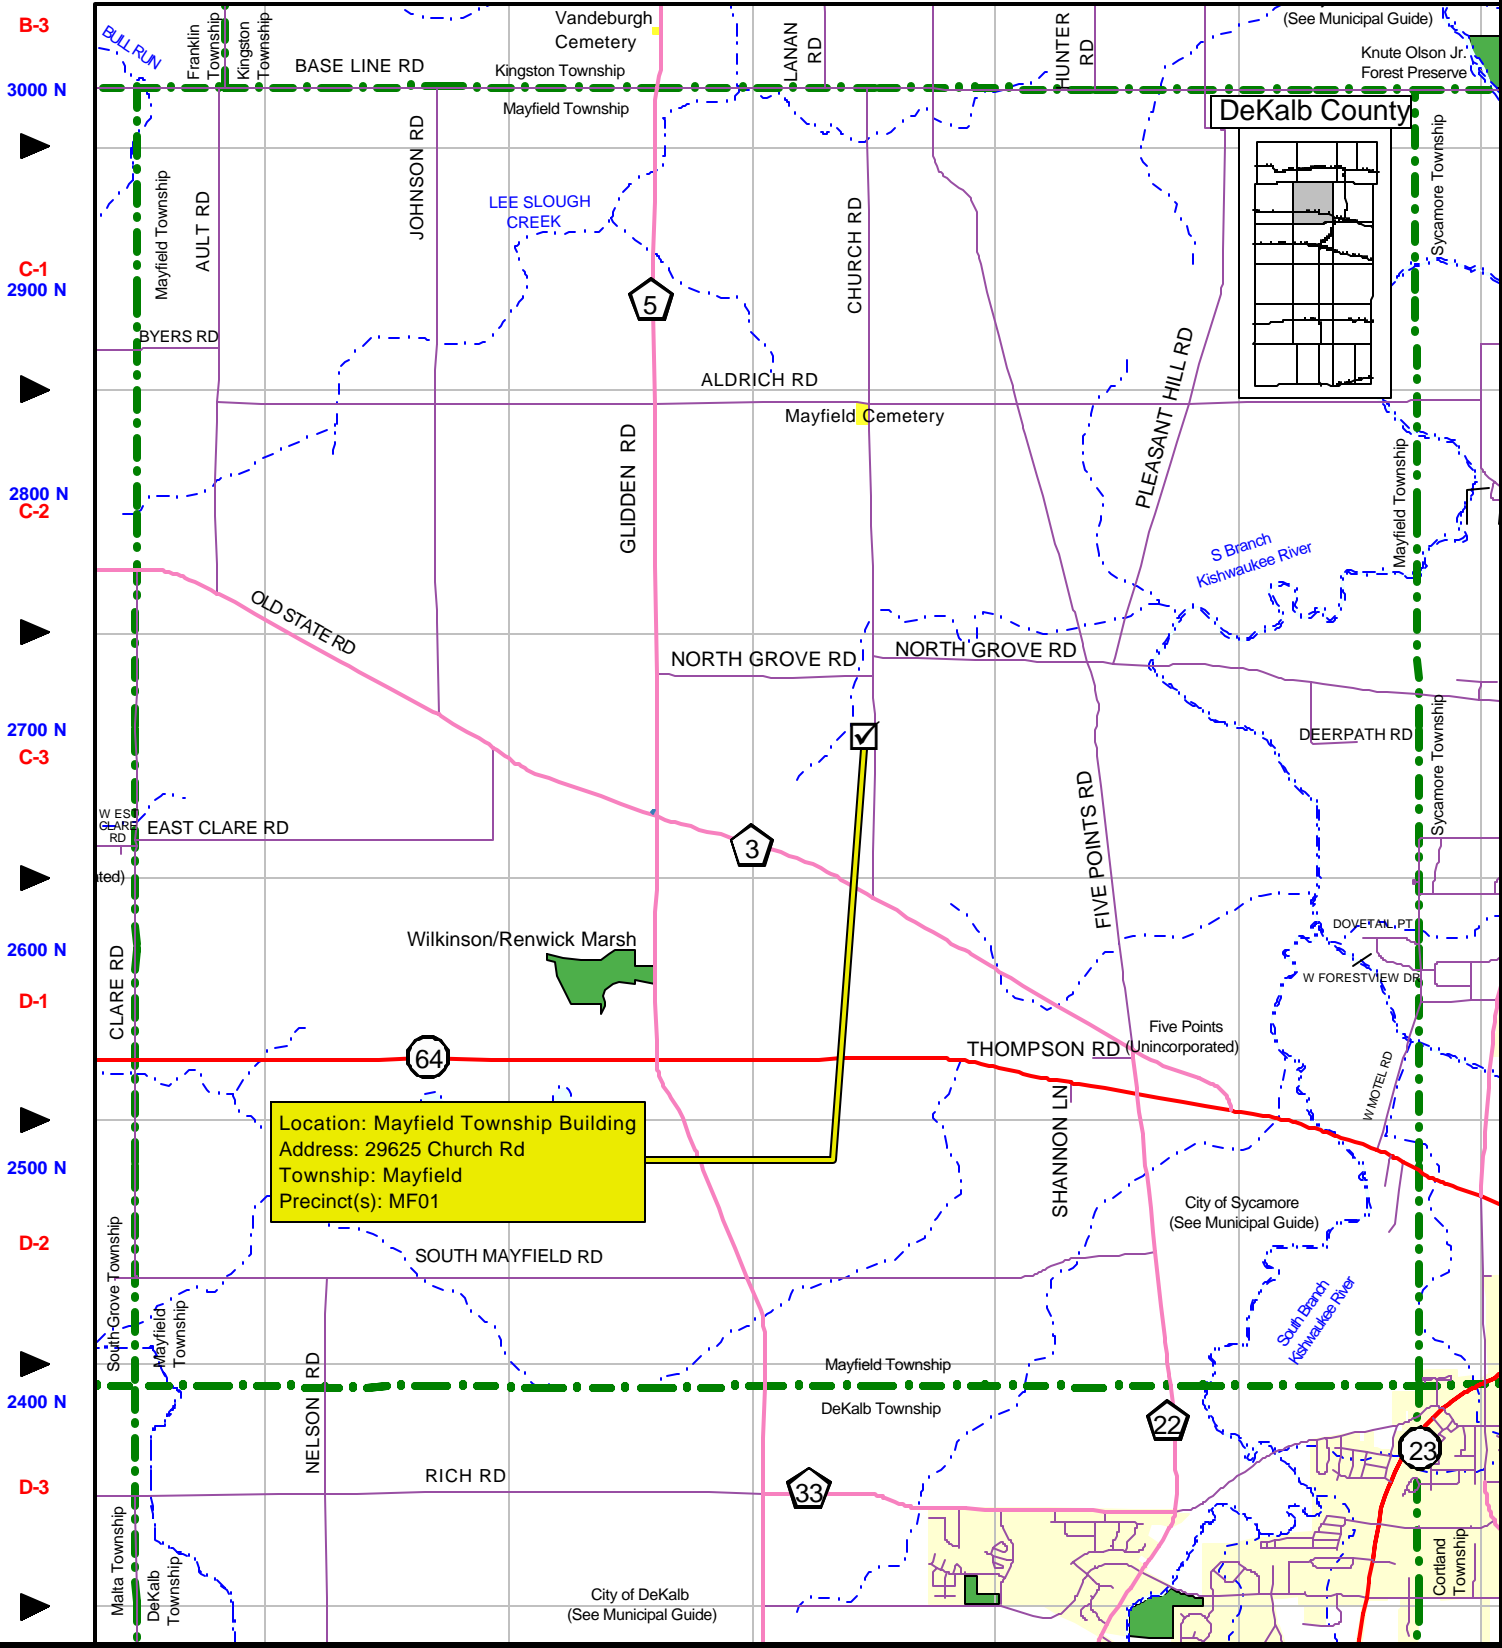 B-3
BULL RUN
Franklin
Township
Kingston
Township
BASE LINE RD
Vandeburgh
Cemetery
Kingston Township
Mayfield Township
LANAN
RD
HUNTER
RD
(See Municipal Guide)
Knute Olson Jr.
Forest Preserve
3000 N
DeKalb County
Mayfield Township
AULT RD
JOHNSON RD
LEE SLOUGH
CREEK
CHURCH RD
Sycamore Township
C-1
2900 N
5
BYERS RD
ALDRICH RD
Mayfield Cemetery
PLEASANT HILL RD
GLIDDEN RD
Mayfield Township
2800 N
C-2
S Branch
Kishwaukee River
OLD STATE RD
NORTH GROVE RD
NORTH GROVE RD
2700 N
C-3
DEERPATH RD
Sycamore Township
W EST
CLARE
RD
EAST CLARE RD
3
FIVE POINTS RD
ated)
2600 N
Wilkinson/Renwick Marsh
DOVETAIL PT
W FORESTVIEW DR
D-1
CLARE RD
64
THOMPSON RD
Five Points
(Unincorporated)
W MOTEL RD
SHANNON LN
Location: Mayfield Township Building
Address: 29625 Church Rd
Township: Mayfield
Precinct(s): MF01
2500 N
City of Sycamore
(See Municipal Guide)
D-2
South Grove Township
Mayfield
Township
SOUTH MAYFIELD RD
South Branch
Kishwaukee River
NELSON RD
Mayfield Township
DeKalb Township
2400 N
22
23
D-3
RICH RD
33
Malta Township
DeKalb
Township
City of DeKalb
(See Municipal Guide)
Cortland
Township